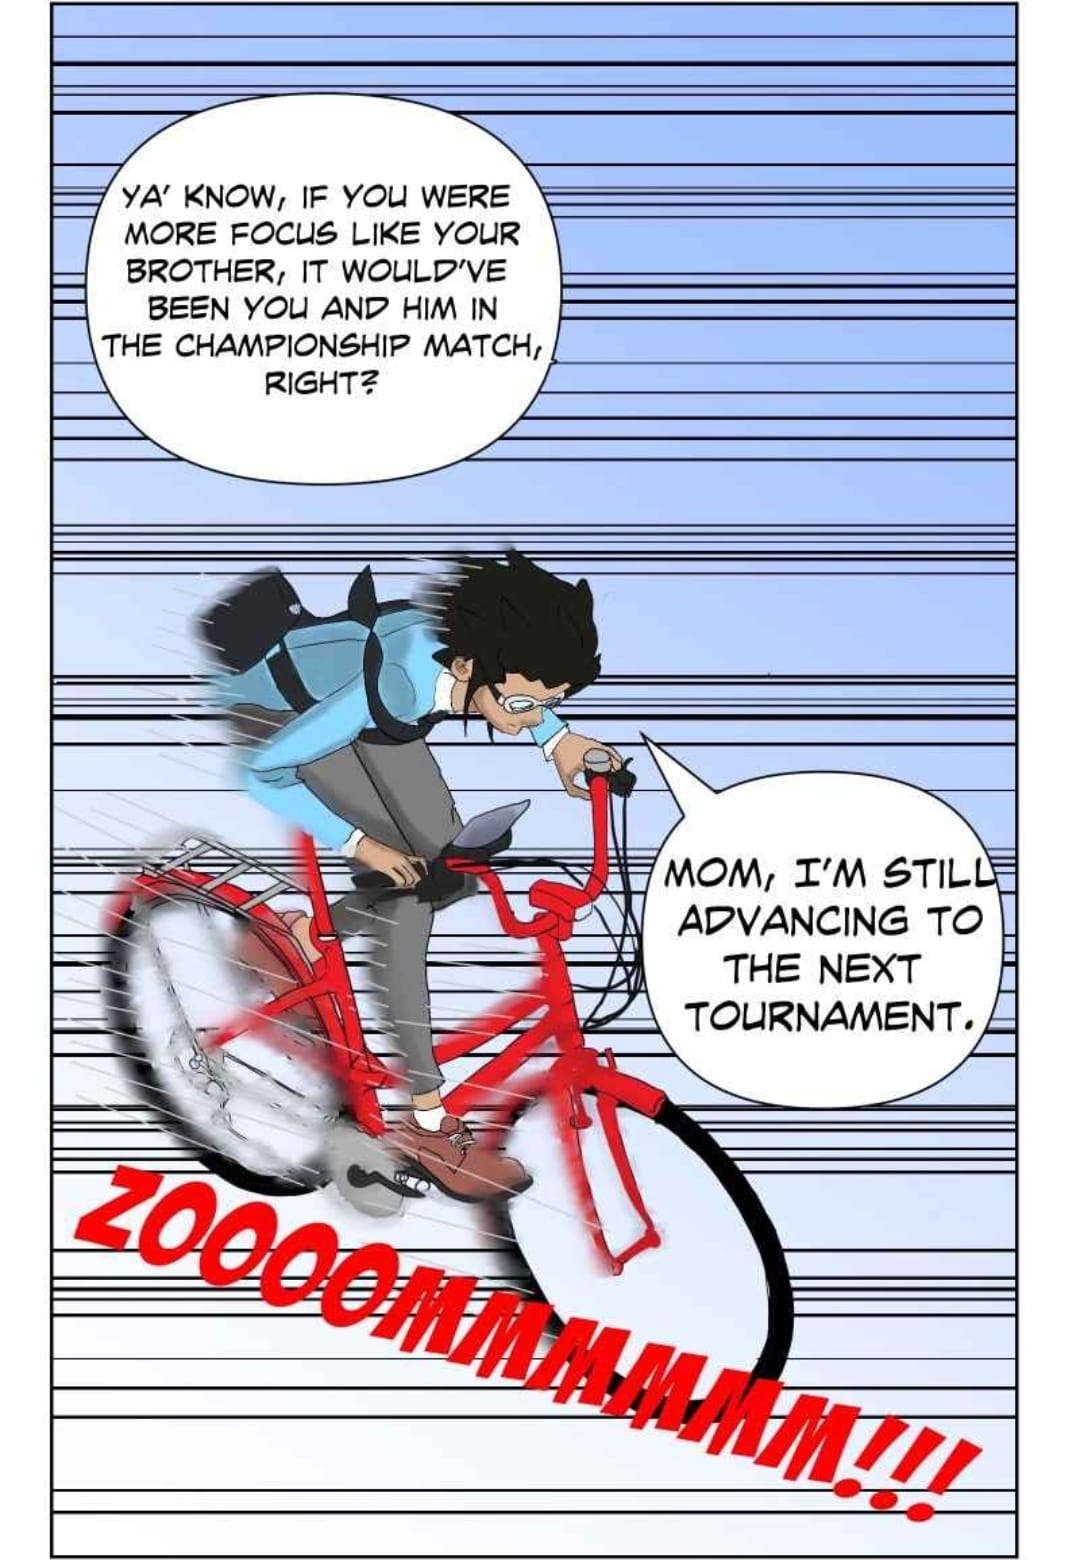 YA' KNOW, IF YOU WERE
MORE FOCUS LIKE YOUR
BROTHER, IT WOULD'VE
BEEN YOU AND HIM IN
THE CHAMPIONSHIP MATCH,
RIGHT?
MOM, I'M STILL
ADVANCING TO
THE NEXT
TOURNAMENT.
ZOOOOMMMMMM!!!